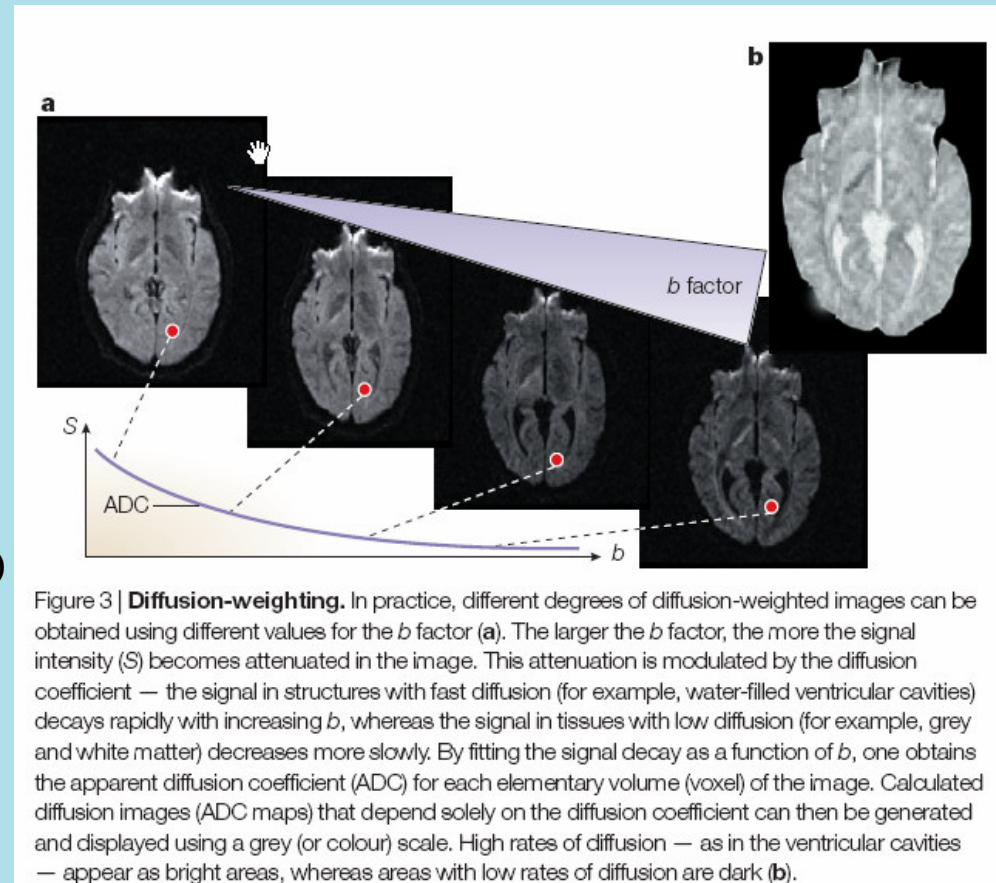 b
a
b factor
S
ADC
b
Figure 3 | Diffusion-weighting. In practice, different degrees of diffusion-weighted images can be
obtained using different values for the b factor (a). The larger the b factor, the more the signal
intensity (S) becomes attenuated in the image. This attenuation is modulated by the diffusion
coefficient — the signal in structures with fast diffusion (for example, water-filled ventricular cavities)
decays rapidly with increasing b, whereas the signal in tissues with low diffusion (for example, grey
and white matter) decreases more slowly. By fitting the signal decay as a function of b, one obtains
the apparent diffusion coefficient (ADC) for each elementary volume (voxel) of the image. Calculated
diffusion images (ADC maps) that depend solely on the diffusion coefficient can then be generated
and displayed using a grey (or colour) scale. High rates of diffusion — as in the ventricular cavities
— appear as bright areas, whereas areas with low rates of diffusion are dark (b).